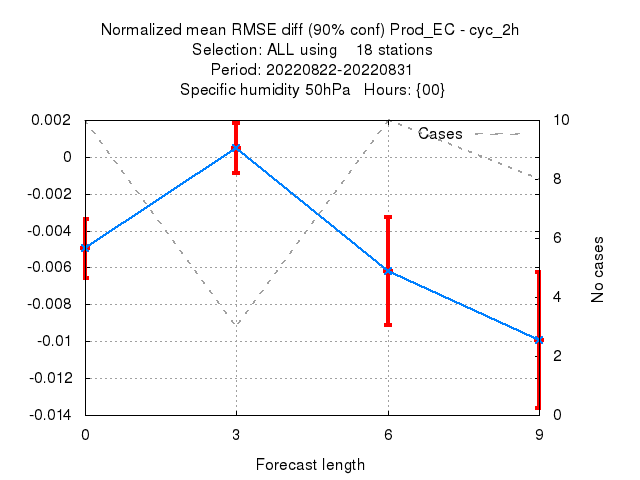 Normalized mean RMSE diff (90% conf) Prod_EC - cyc_2h
Selection: ALL using    18 stations
Period: 20220822-20220831
Specific humidity 50hPa   Hours: {00}
Cases
0.002
0
-0.002
-0.004
-0.006
-0.008
-0.01
-0.012
-0.014
10
8
6
4
2
0
No cases
0 3 6 9
Forecast length